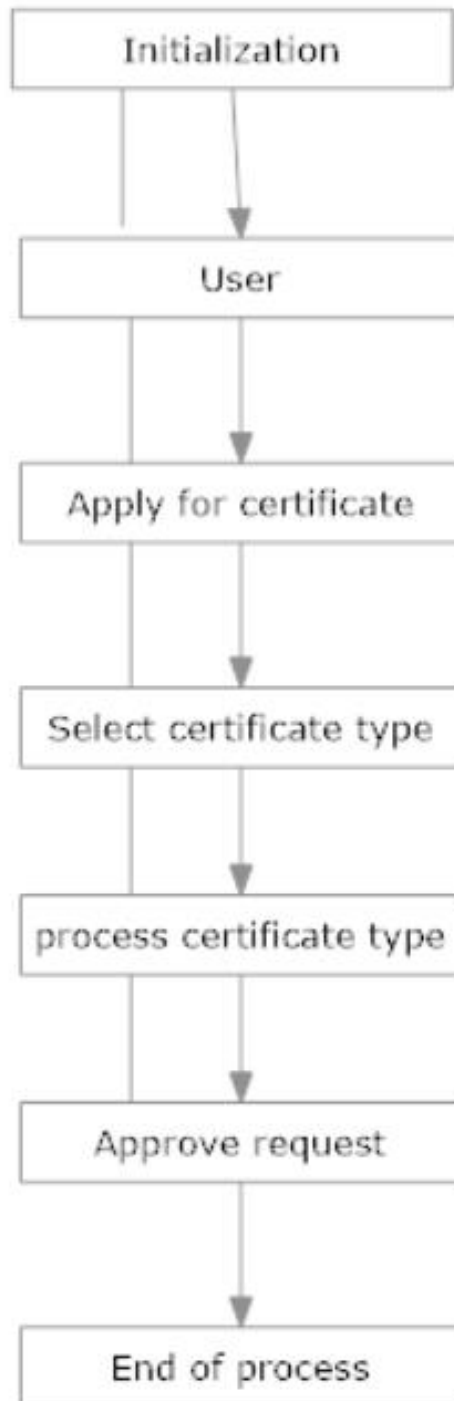 Initialization
User
Apply for certificate
Select certificate type
process certificate type
Approve request
End of process